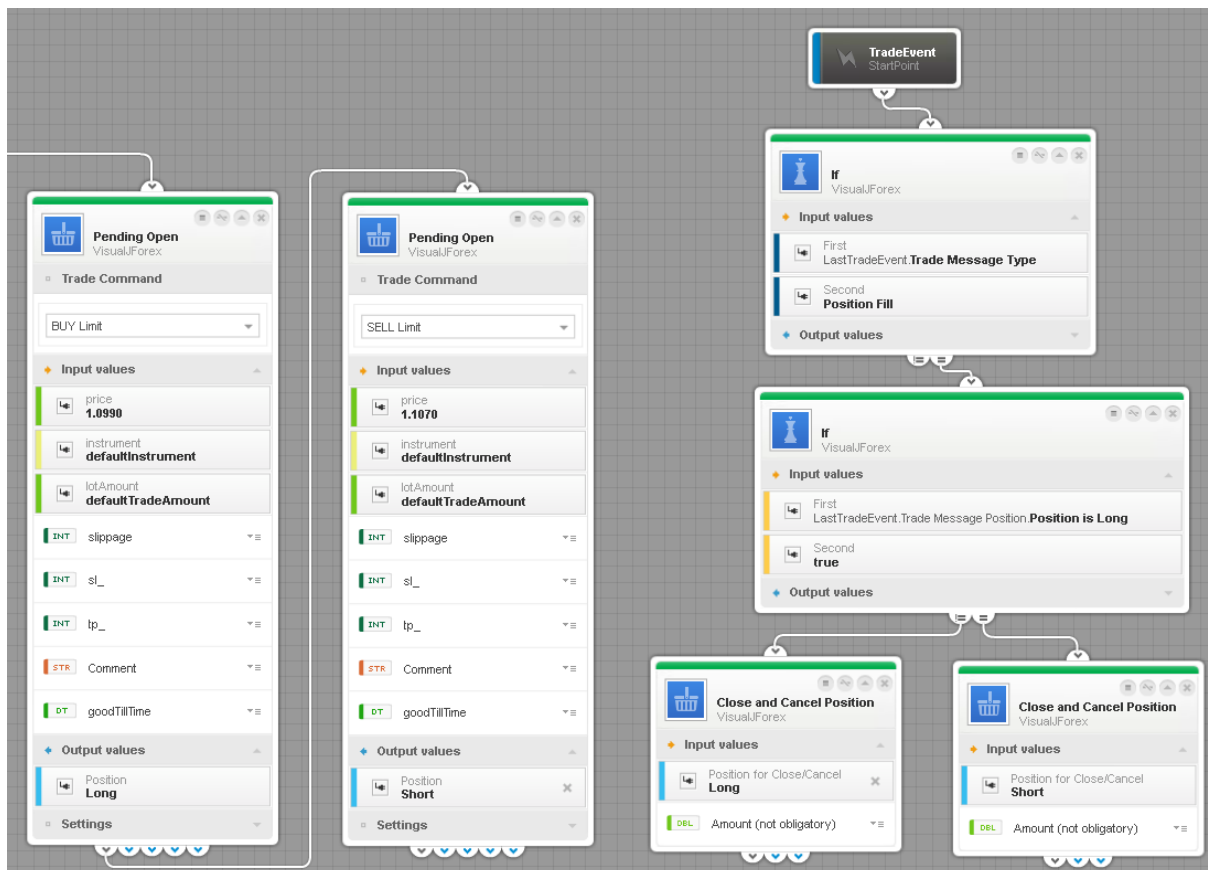 TradeEvent
StartPoint
If
VisualJForex
Input values
First
LastTradeEvent.Trade Message Type
Second
Position Fill
Output values
Pending Open
VisualJForex
Trade Command
BUY Limit
Input values
price
1.0990
instrument
defaultInstrument
lotAmount
defaultTradeAmount
INT slippage
INT sl_
INT tp_
STR Comment
DT goodTillTime
Output values
Position
Long
Settings
Pending Open
VisualJForex
Trade Command
SELL Limit
Input values
price
1.1070
instrument
defaultInstrument
lotAmount
defaultTradeAmount
INT slippage
INT sl_
INT tp_
STR Comment
DT goodTillTime
Output values
Position
Short
Settings
If
VisualJForex
Input values
First
LastTradeEvent.Trade Message Position.Position is Long
Second
true
Output values
Close and Cancel Position
VisualJForex
Input values
Position for Close/Cancel
Long
DBL Amount (not obligatory)
Close and Cancel Position
VisualJForex
Input values
Position for Close/Cancel
Short
DBL Amount (not obligatory)